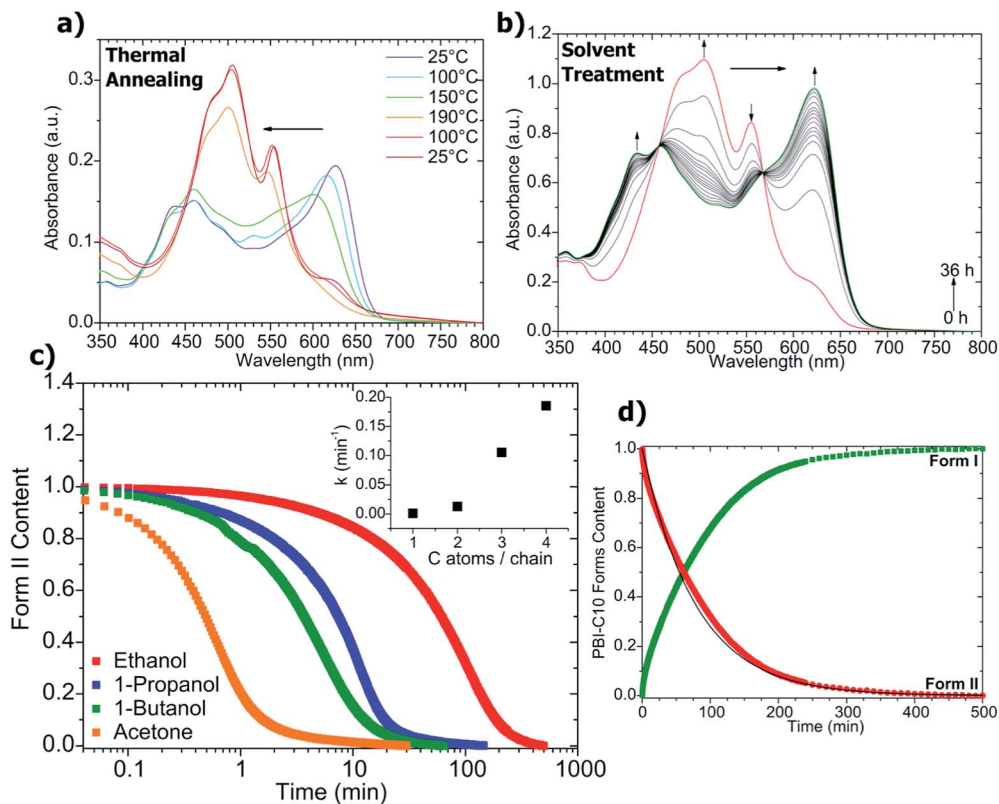 a)
Thermal
Annealing
25°C
100°C
150°C
190°C
100°C
25°C
Absorbance (a.u.)
0.3
0.2
0.1
0.0
350 400 450 500 550 600 650 700 750 800
Wavelength (nm)
b)
Solvent
Treatment
Absorbance (a.u.)
1.2
1.0
0.8
0.6
0.4
0.2
0.0
36 h
0 h
350 400 450 500 550 600 650 700 750 800
Wavelength (nm)
c)
Form II Content
1.4
1.2
1.0
0.8
0.6
0.4
0.2
0.0
Ethanol
1-Propanol
1-Butanol
Acetone
0.1 1 10 100 1000
Time (min)
k (min⁻¹)
0.20
0.15
0.10
0.05
0.00
1 2 3 4
C atoms / chain
d)
PBI-C10 Forms Content
1.0
0.8
0.6
0.4
0.2
0.0
Form I
Form II
0 100 200 300 400 500
Time (min)